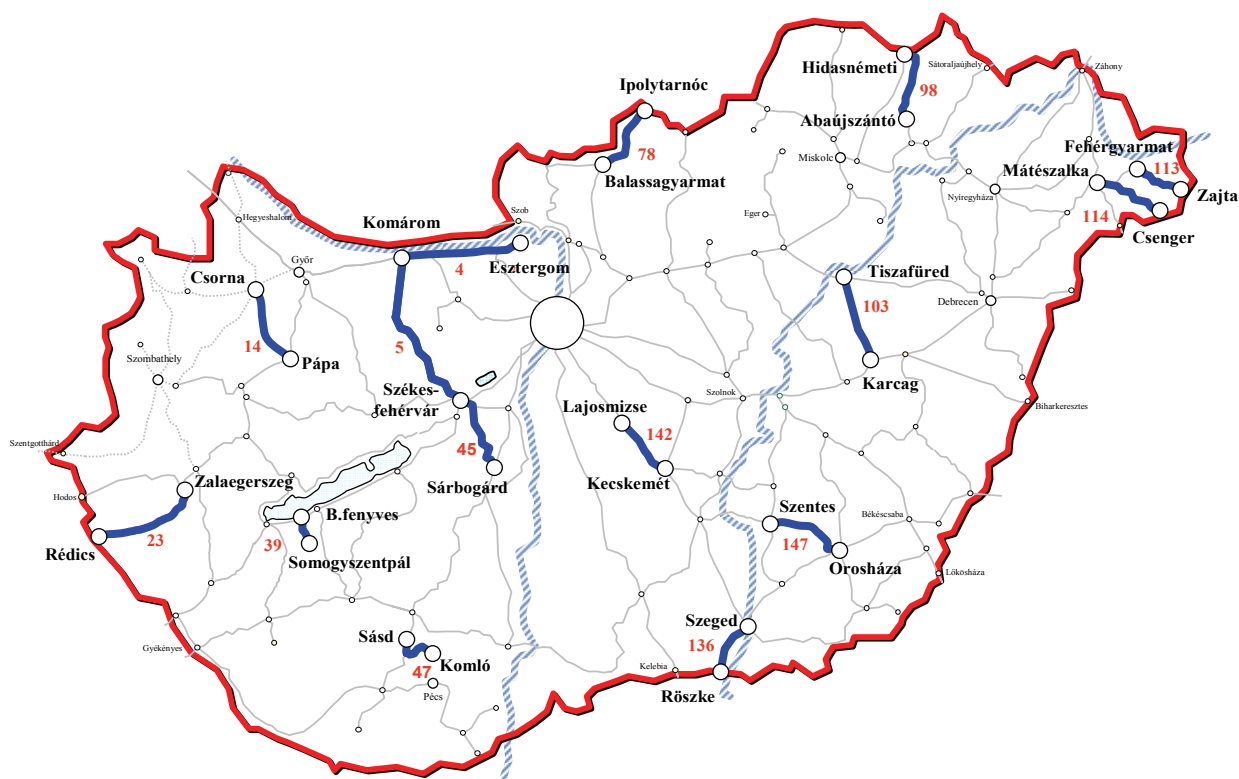 Hidasnémeti
Sátoraljaújhely
Záhony
98
Ipolytarnóc
Abaújszántó
78
Miskolc
Fehérgyarmat
Balassagyarmat
Mátészalka
113
Nyíregyháza
Zajta
114
Csenger
Hegyeshalom
Komárom
Szob
Eger
Győr
Esztergom
4
Csorna
Tiszafüred
Debrecen
103
14
5
Szombathely
Pápa
Karcag
Székes-
fehérvár
Szolnok
Lajosmizse
Biharkeresztes
142
Szentgotthárd
45
Zalaegerszeg
Sárbogárd
Kecskemét
Hodos
Szentes
B.fenyves
Békéscsaba
23
39
147
Rédics
Somogyszentpál
Orosháza
Lőkösháza
Szeged
Sásd
136
Gyékényes
Komló
47
Kelebia
Pécs
Röszke